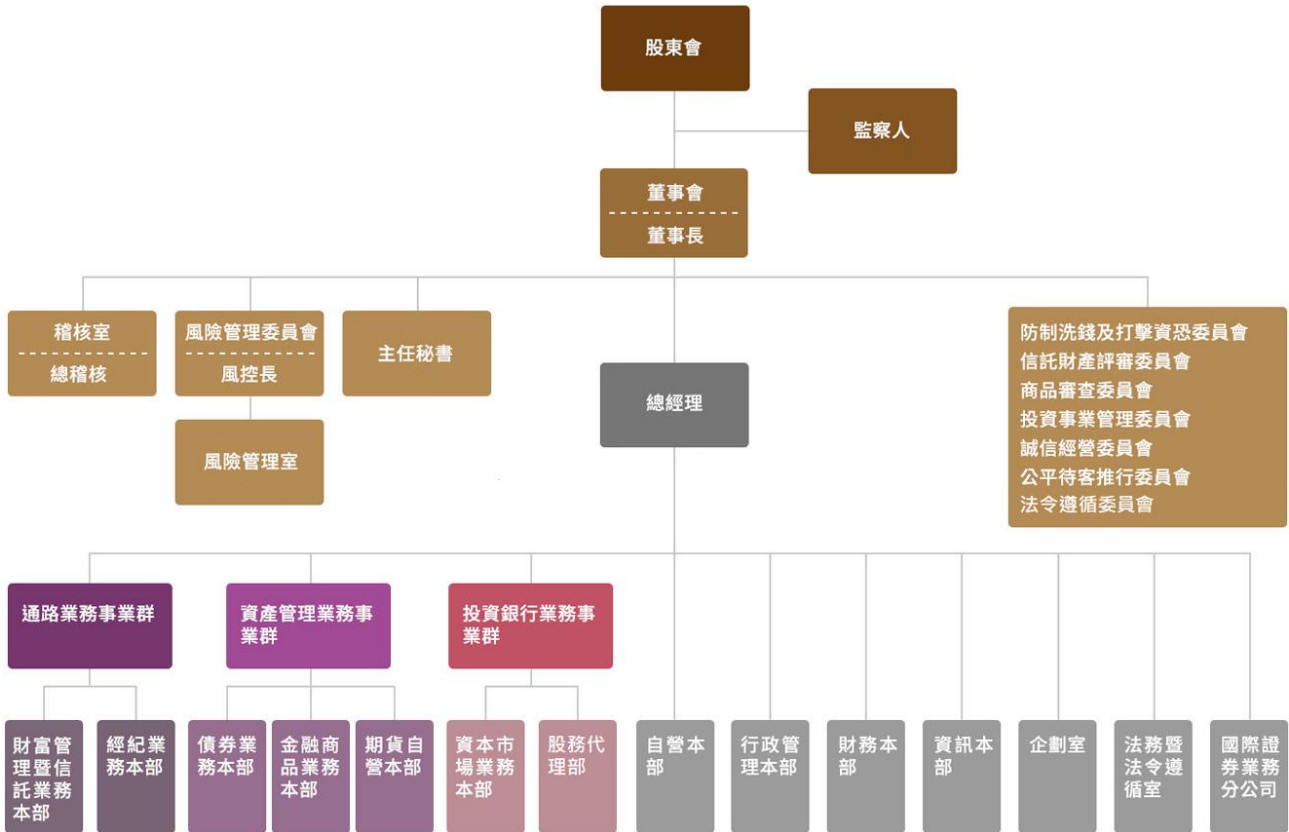 股東會
監察人
董事會
董事長
稽核室
總稽核
風險管理委員會
風控長
風險管理室
主任秘書
總經理
防制洗錢及打擊資恐委員會
信託財產評審委員會
商品審查委員會
投資事業管理委員會
誠信經營委員會
公平待客推行委員會
法令遵循委員會
通路業務事業群
資產管理業務事
業群
投資銀行業務事
業群
財富管
理暨信
託業務
本部
經紀業
務本部
債券業
務本部
金融商
品業務
本部
期貨自
營本部
資本市
場業務
本部
股務代
理部
自營本
部
行政管
理本部
財務本
部
資訊本
部
企劃室
法務暨
法令遵
循室
國際證
券業務
分公司